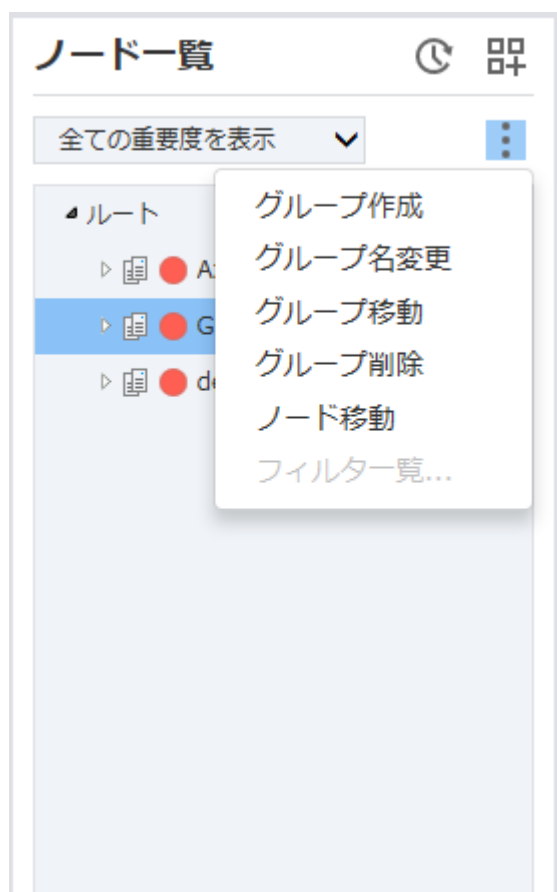 ノード一覧
全ての重要度を表示
ルート
グループ作成
グループ名変更
グループ移動
グループ削除
ノード移動
フィルタ一覧...